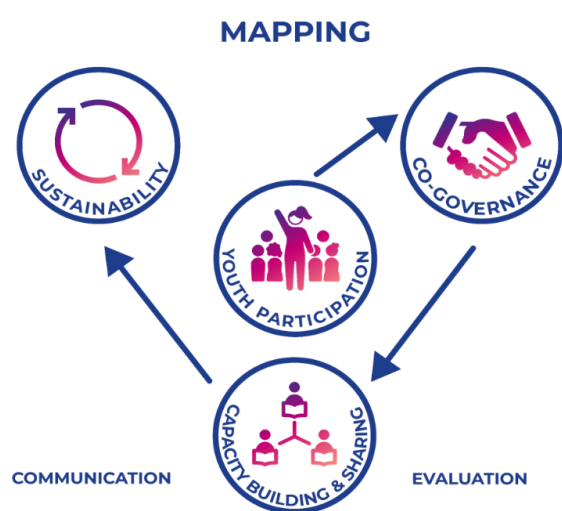 MAPPING
SUSTAINABILITY
CO-GOVERNANCE
YOUTH PARTICIPATION
CAPACITY BUILDING & SHARING
COMMUNICATION
EVALUATION